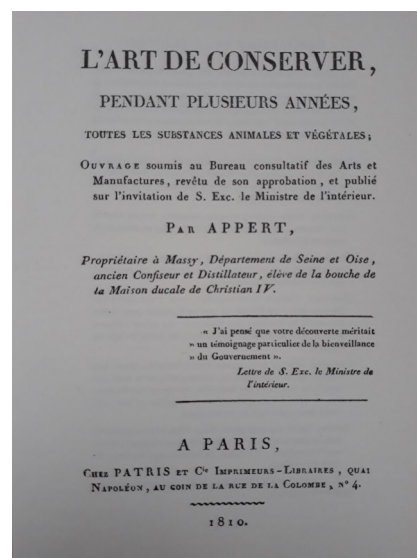 L'ART DE CONSERVER,
PENDANT PLUSIEURS ANNÉES,
TOUTES LES SUBSTANCES ANIMALES ET VÉGÉTALES;
OUVRAGE soumis au Bureau consultatif des Arts et
Manufactures, revêtu de son approbation, et publié
sur l'invitation de S. Exc. le Ministre de l'intérieur.
PAR APPERT,
Propriétaire à Massy, Département de Seine et Oise,
ancien Confiseur et Distillateur, élève de la bouche de
la Maison ducale de Christian IV.
« J'ai pensé que votre découverte méritait
» un témoignage particulier de la bienveillance
» du Gouvernement ».
Lettre de S. Exc. le Ministre de
l'intérieur.
A PARIS,
CHEZ PATRIS ET Cie IMPRIMEURS-LIBRAIRES, QUAI
NAPOLÉON, AU COIN DE LA RUE DE LA COLOMBE, N° 4.
1810.